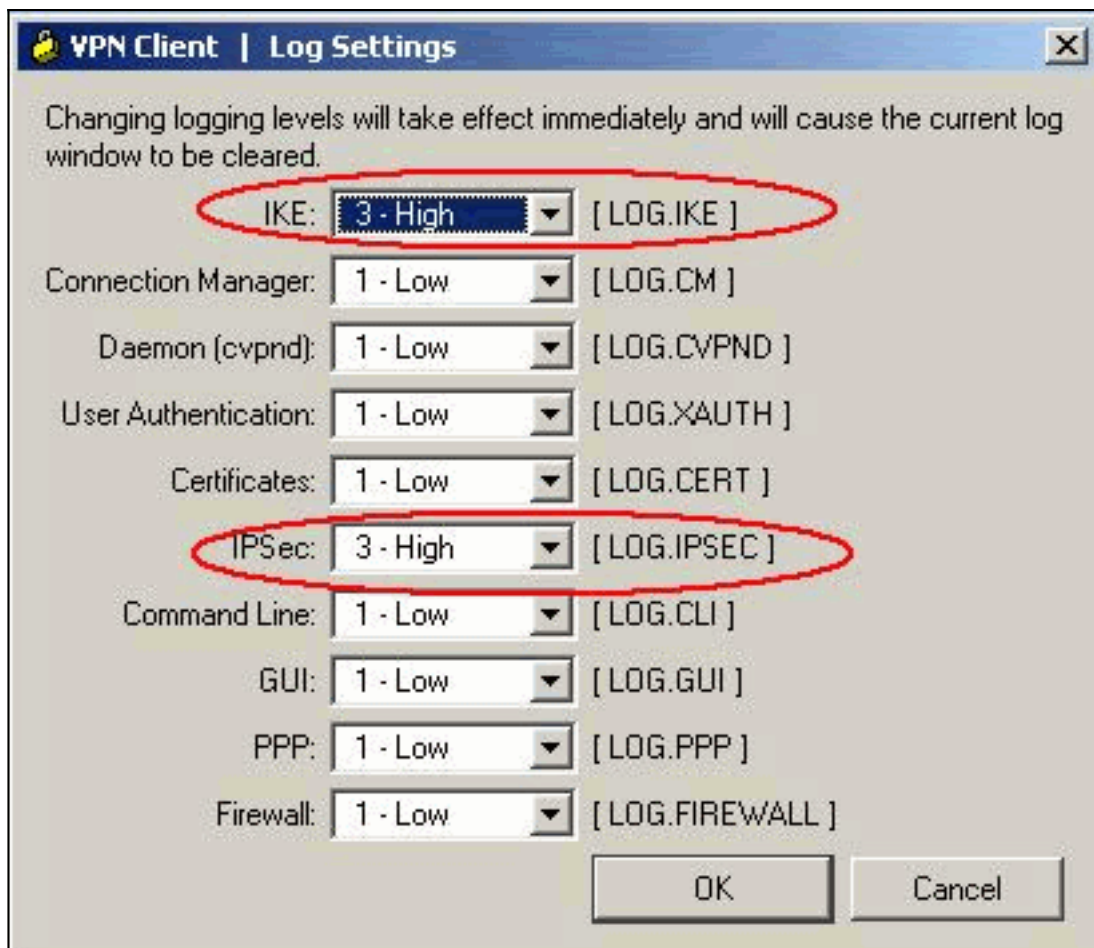 VPN Client | Log Settings
Changing logging levels will take effect immediately and will cause the current log
window to be cleared.
IKE: 3 - High [ LOG.IKE ]
Connection Manager: 1 - Low [ LOG.CM ]
Daemon (cvpnd): 1 - Low [ LOG.CVPND ]
User Authentication: 1 - Low [ LOG.XAUTH ]
Certificates: 1 - Low [ LOG.CERT ]
IPSec: 3 - High [ LOG.IPSEC ]
Command Line: 1 - Low [ LOG.CLI ]
GUI: 1 - Low [ LOG.GUI ]
PPP: 1 - Low [ LOG.PPP ]
Firewall: 1 - Low [ LOG.FIREWALL ]
OK Cancel